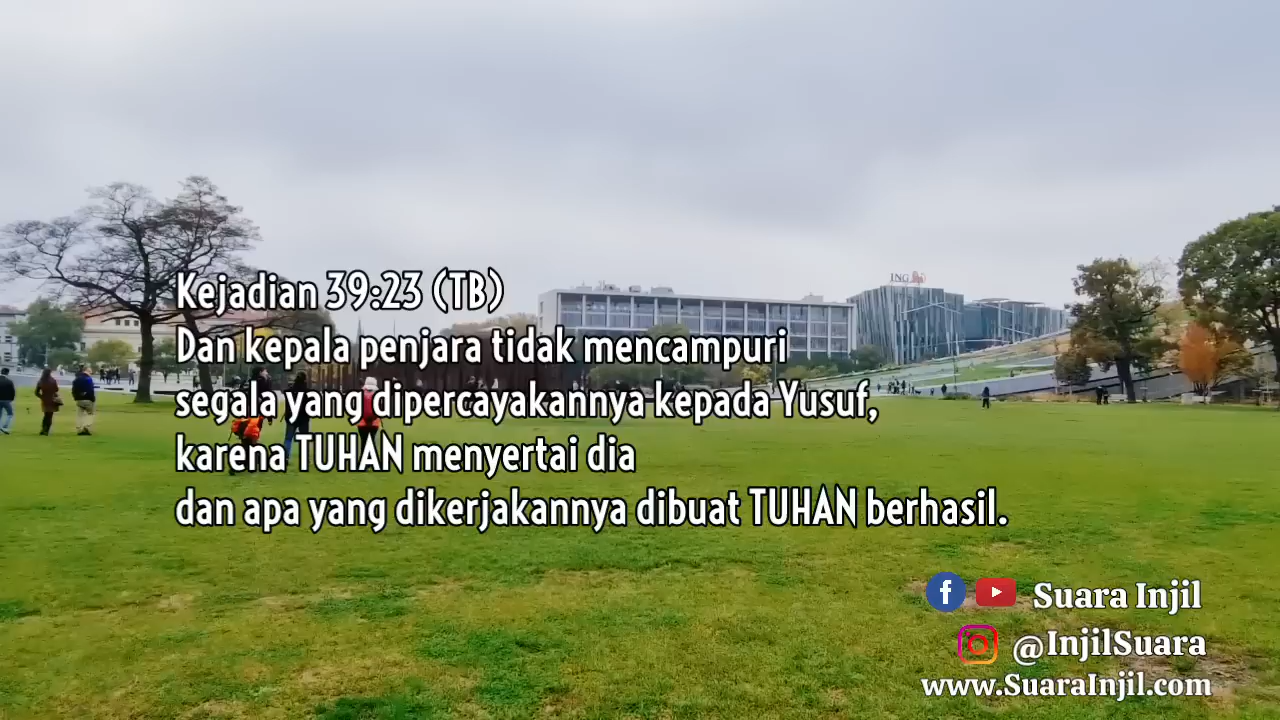 ING
Kejadian 39:23 (TB)
Dan kepala penjara tidak mencampuri
segala yang dipercayakannya kepada Yusuf,
karena TUHAN menyertai dia
dan apa yang dikerjakannya dibuat TUHAN berhasil.
Suara Injil
@InjilSuara
www.SuaraInjil.com